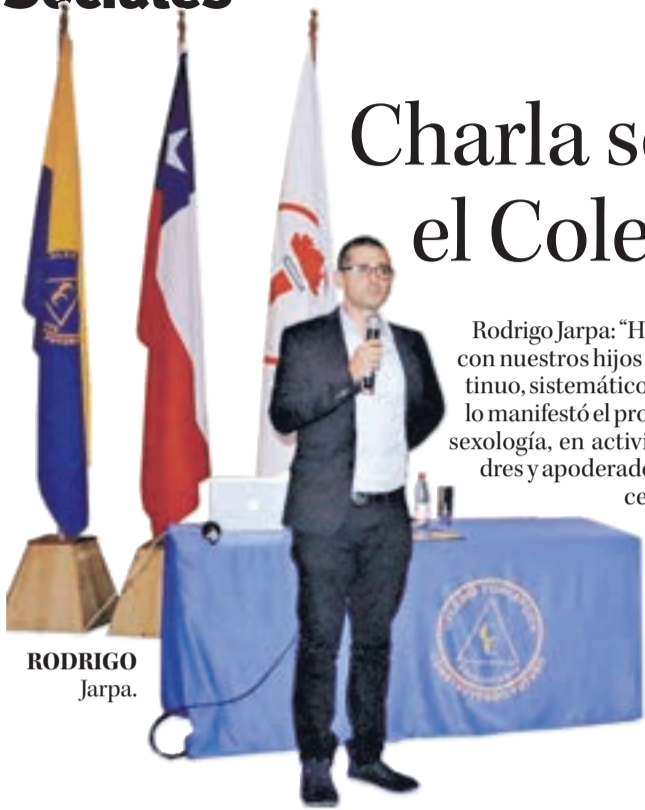 Sociales
Charla s
el Cole
Rodrigo Jarpa: “H
con nuestros hijos
tinuo, sistemático
lo manifestó el pro
sexología, en activi
dres y apoderado
ce
RODRIGO
Jarpa.